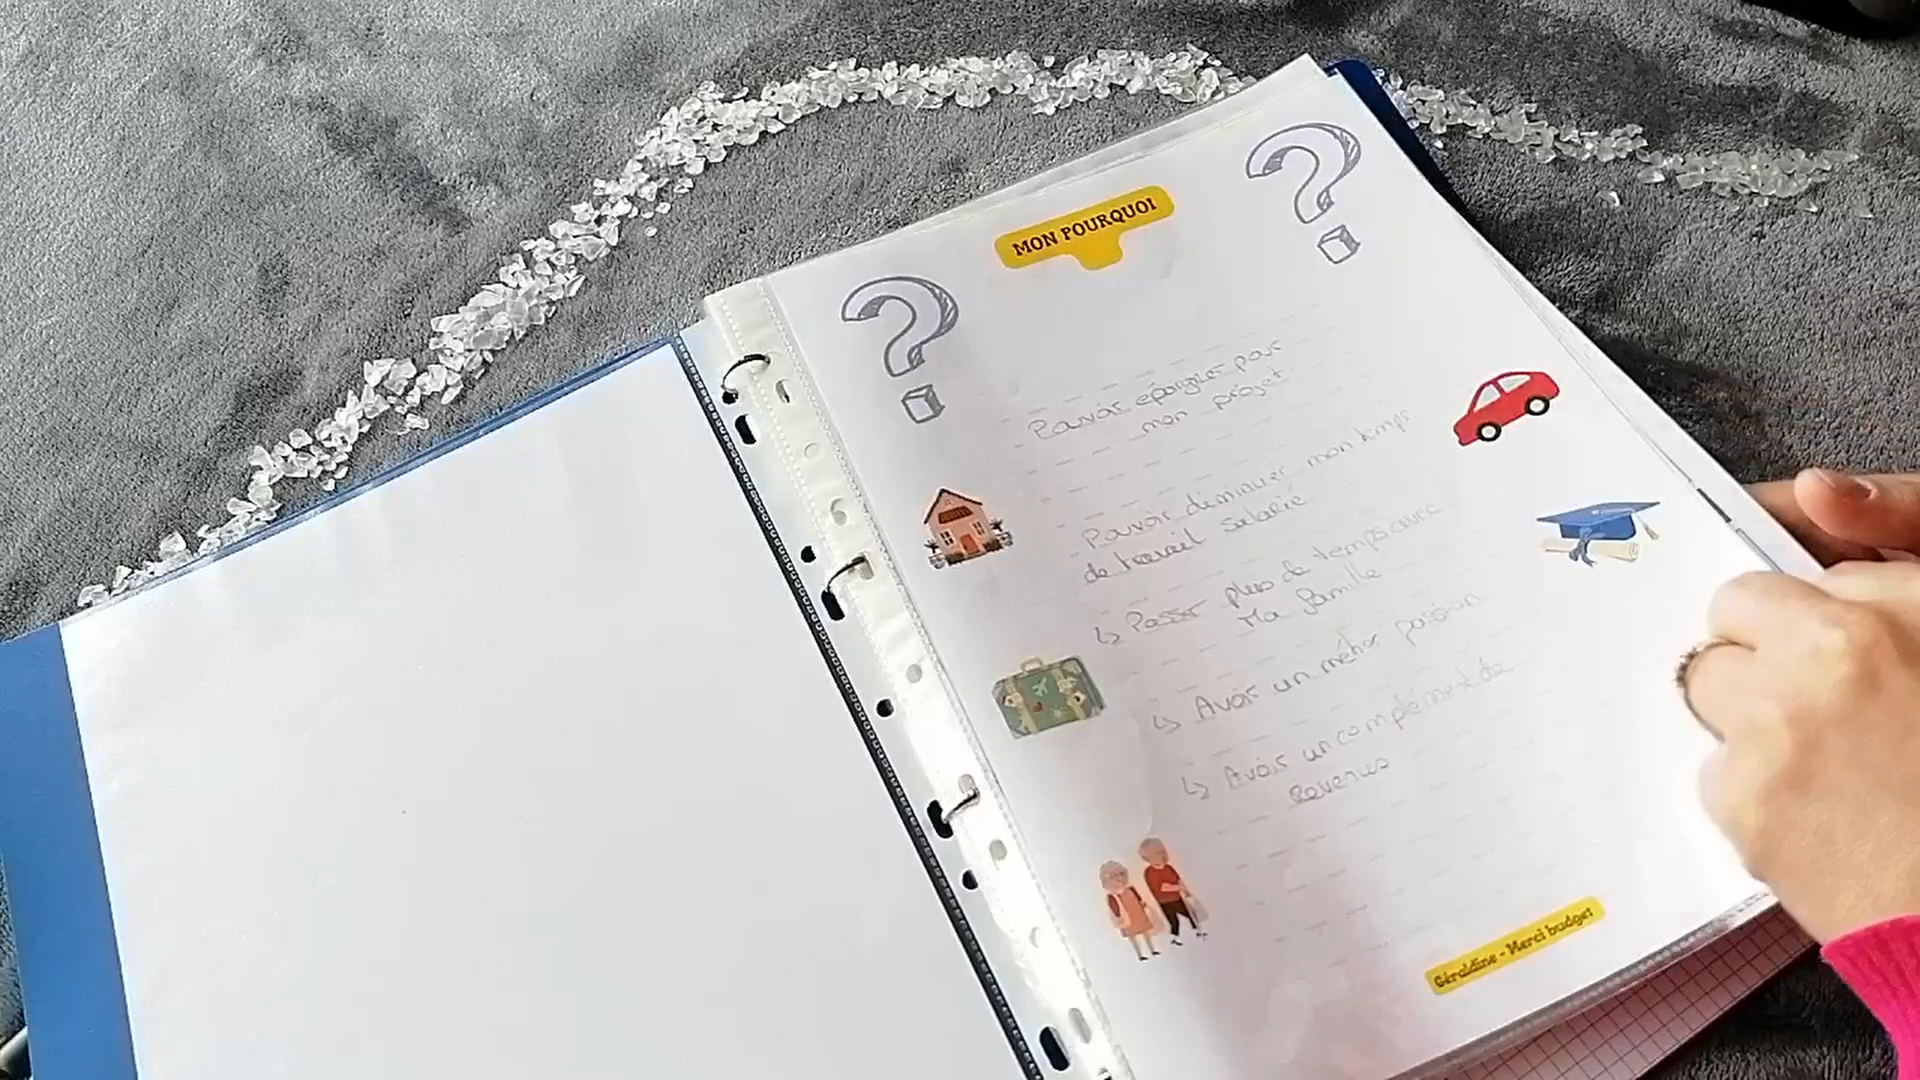 MON POURQUOI
Pouvoir épargner pour
mon projet
Pouvoir diminuer mon temps
de travail salarié
↳ Passer plus de temps avec
Ma famille
↳ Avoir un métier passion
↳ Avoir un complément de
revenus
Géraldine - Merci budget